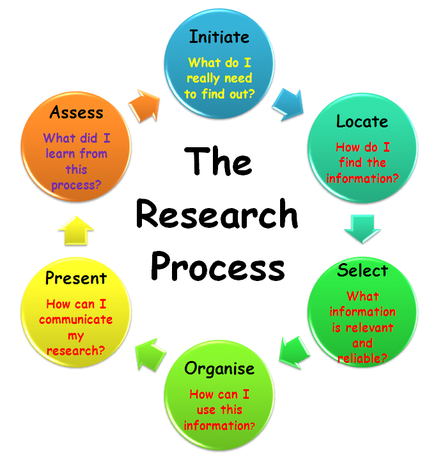 Initiate
What do I
really need
to find out?
Locate
How do I
find the
information?
Select
What
information
is relevant
and
reliable?
Organise
How can I
use this
information?
Present
How can I
communicate
my
research?
Assess
What did I
learn from
this
process?
The
Research
Process